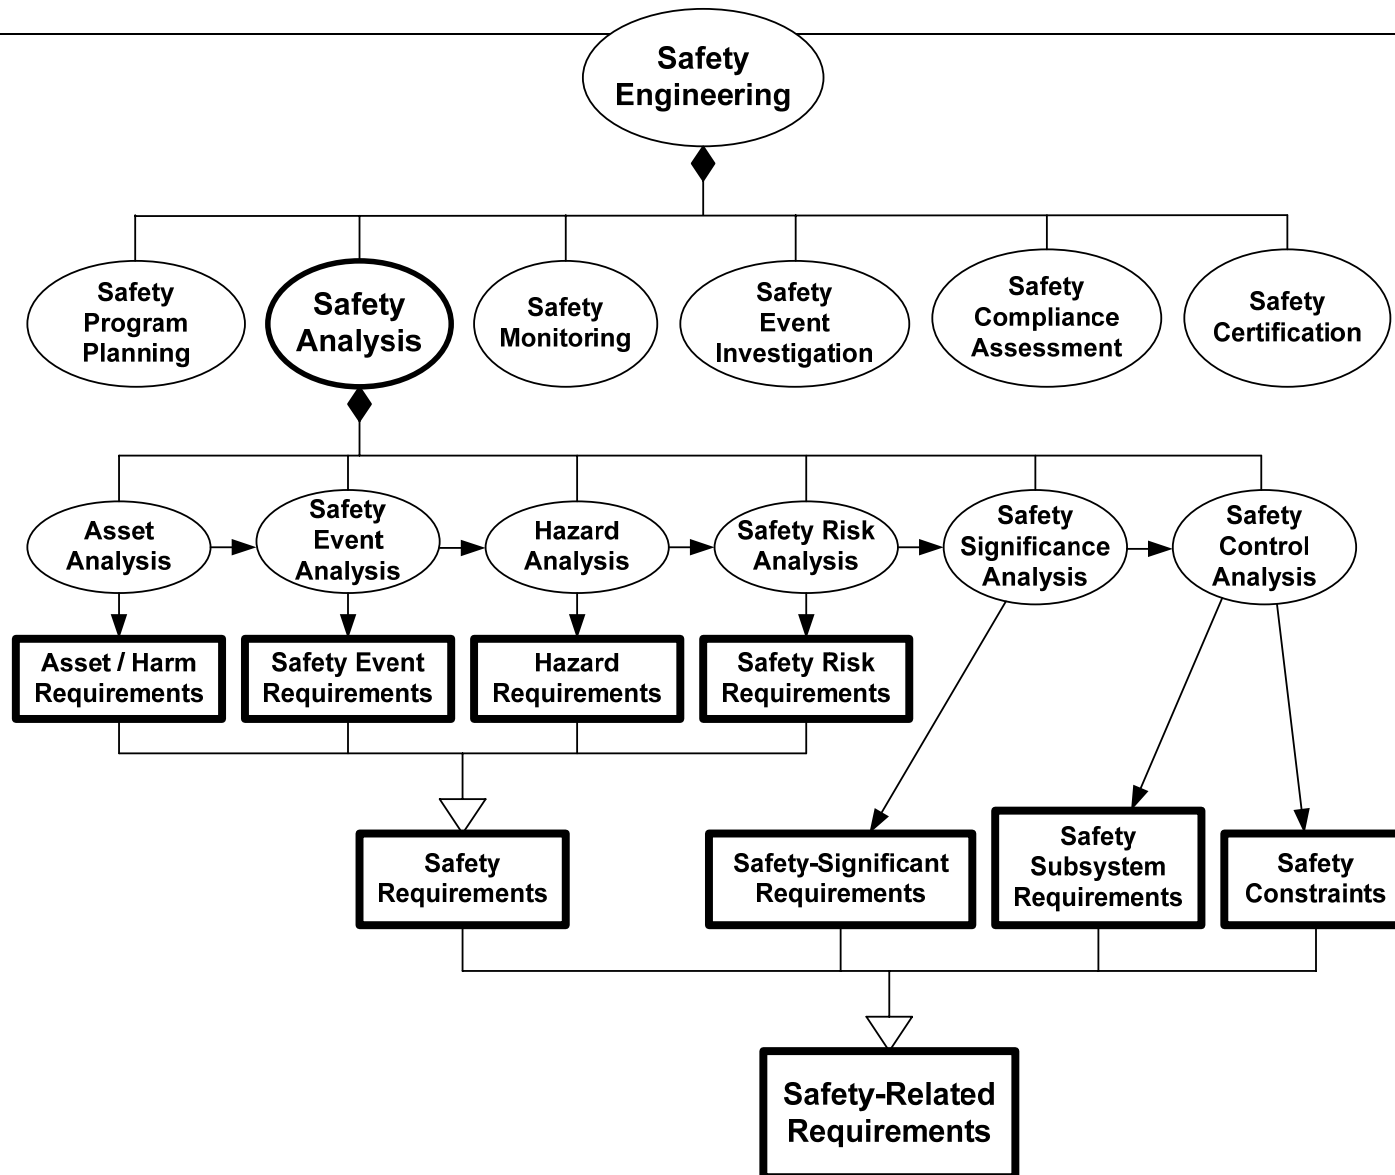 Safety
Engineering
Safety
Program
Planning
Safety
Analysis
Safety
Monitoring
Safety
Event
Investigation
Safety
Compliance
Assessment
Safety
Certification
Asset
Analysis
Safety
Event
Analysis
Hazard
Analysis
Safety Risk
Analysis
Safety
Significance
Analysis
Safety
Control
Analysis
Asset / Harm
Requirements
Safety Event
Requirements
Hazard
Requirements
Safety Risk
Requirements
Safety
Requirements
Safety-Significant
Requirements
Safety
Subsystem
Requirements
Safety
Constraints
Safety-Related
Requirements